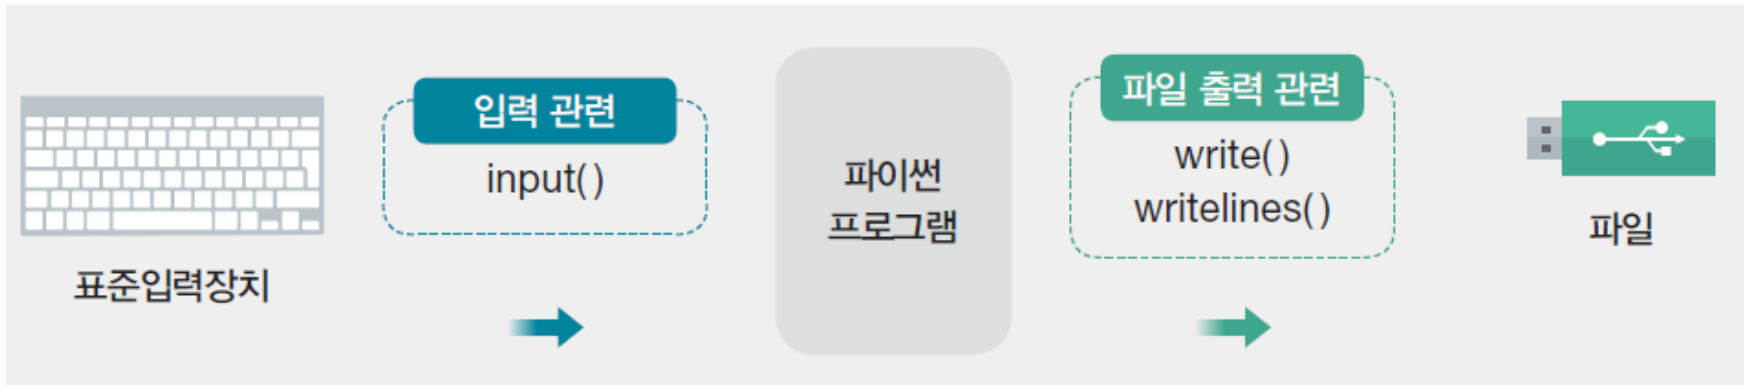 입력 관련
input()
표준입력장치
파이썬
프로그램
파일 출력 관련
write()
writelines()
파일